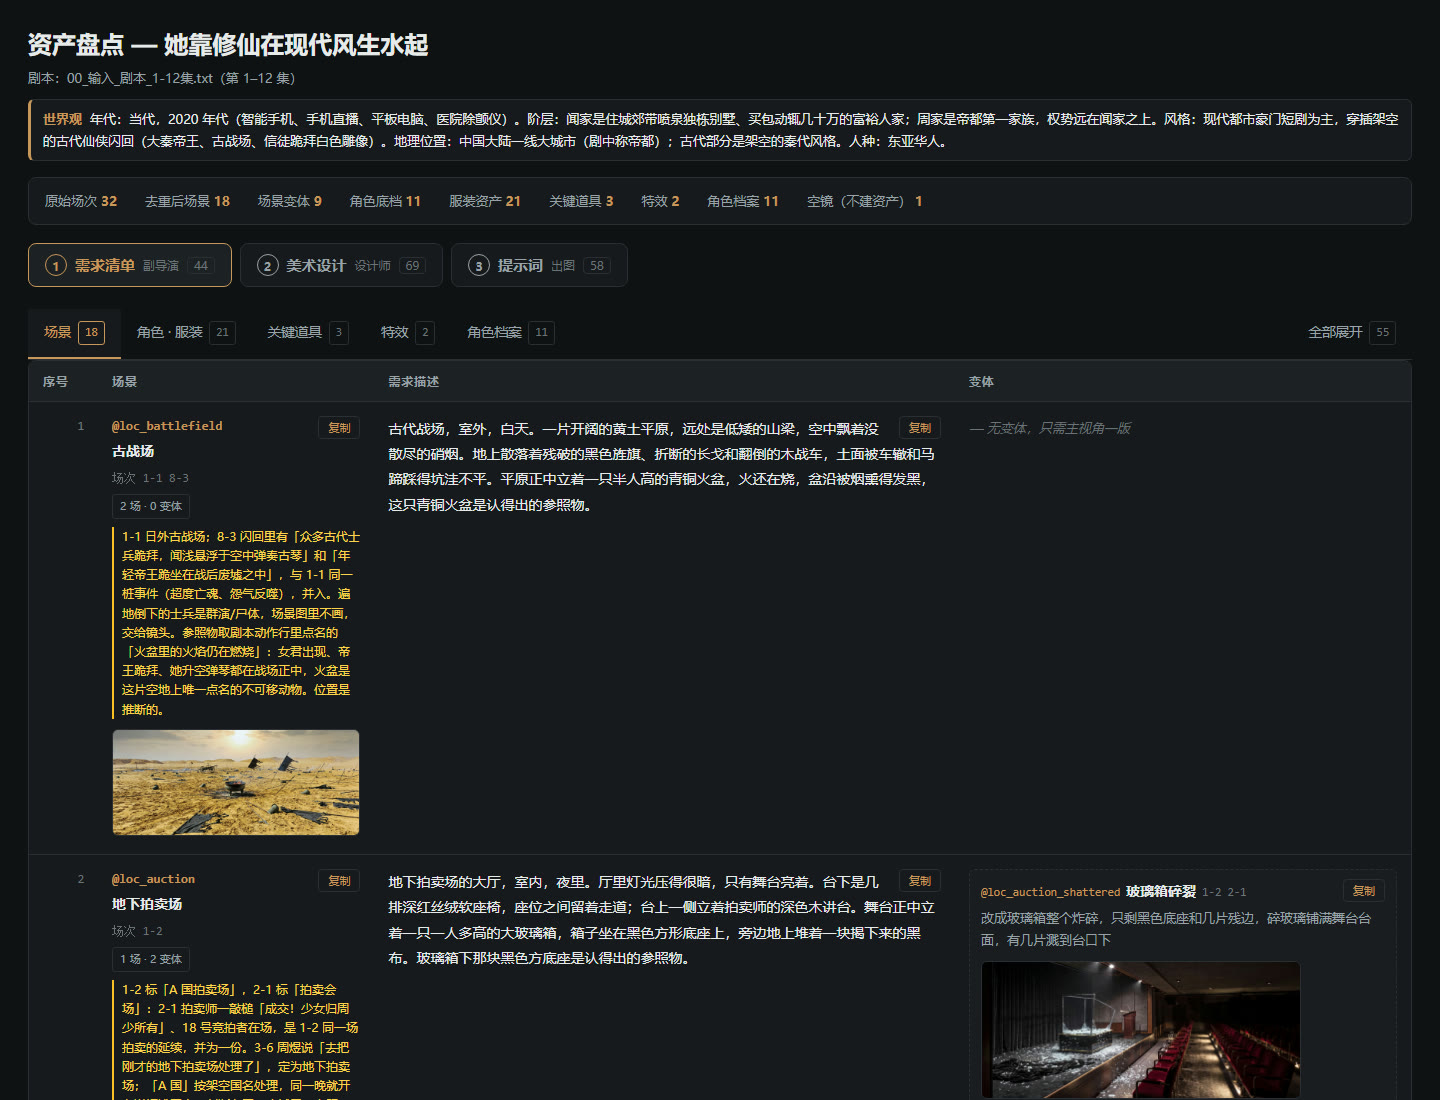 资产盘点 — 她靠修仙在现代风生水起
剧本：00_输入_剧本_1-12集.txt（第 1–12 集）
世界观 年代：当代，2020 年代（智能手机、手机直播、平板电脑、医院除颤仪）。阶层：闻家是住城郊带喷泉独栋别墅、买包动辄几十万的富裕人家；周家是帝都第一家族，权势远在闻家之上。风格：现代都市豪门短剧为主，穿插架空
的古代仙侠闪回（大秦帝王、古战场、信徒跪拜白色雕像）。地理位置：中国大陆一线大城市（剧中称帝都）；古代部分是架空的秦代风格。人种：东亚华人。
原始场次 32 去重后场景 18 场景变体 9 角色底档 11 服装资产 21 关键道具 3 特效 2 角色档案 11 空镜（不建资产） 1
1 需求清单 副导演 44 2 美术设计 设计师 69 3 提示词 出图 58
场景 18 角色 · 服装 21 关键道具 3 特效 2 角色档案 11 全部展开 55
序号 场景 需求描述 变体
1 @loc_battlefield 复制
古战场
场次 1-1 8-3
2 场 · 0 变体
1-1 日外古战场；8-3 闪回里有「众多古代士
兵跪拜，闻浅悬浮于空中弹奏古琴」和「年
轻帝王跪坐在战后废墟之中」，与 1-1 同一
桩事件（超度亡魂、怨气反噬），并入。遍
地倒下的士兵是群演/尸体，场景图里不画，
交给镜头。参照物取剧本动作行里点名的
「火盆里的火焰仍在燃烧」：女君出现、帝
王跪拜、她升空弹琴都在战场正中，火盆是
这片空地上唯一点名的不可移动物。位置是
推断的。
古代战场，室外，白天。一片开阔的黄土平原，远处是低矮的山梁，空中飘着没 复制
散尽的硝烟。地上散落着残破的黑色旌旗、折断的长戈和翻倒的木战车，土面被车辙和马
蹄踩得坑洼不平。平原正中立着一只半人高的青铜火盆，火还在烧，盆沿被烟熏得发黑，
这只青铜火盆是认得出的参照物。
— 无变体，只需主视角一版
2 @loc_auction 复制
地下拍卖场
场次 1-2
1 场 · 2 变体
1-2 标「A 国拍卖场」，2-1 标「拍卖会
场」：2-1 拍卖师一敲槌「成交！少女归周
少所有」、18 号竞拍者在场，是 1-2 同一场
拍卖的延续，并为一份。3-6 周煜说「去把
刚才的地下拍卖场处理了」，定为地下拍卖
场；「A 国」按架空国名处理，同一晚就开
地下拍卖场的大厅，室内，夜里。厅里灯光压得很暗，只有舞台亮着。台下是几 复制
排深红丝绒软座椅，座位之间留着走道；台上一侧立着拍卖师的深色木讲台。舞台正中立
着一只一人多高的大玻璃箱，箱子坐在黑色方形底座上，旁边地上堆着一块揭下来的黑
布。玻璃箱下那块黑色方底座是认得出的参照物。
@loc_auction_shattered 玻璃箱碎裂 1-2 2-1 复制
改成玻璃箱整个炸碎，只剩黑色底座和几片残边，碎玻璃铺满舞台台
面，有几片溅到台口下